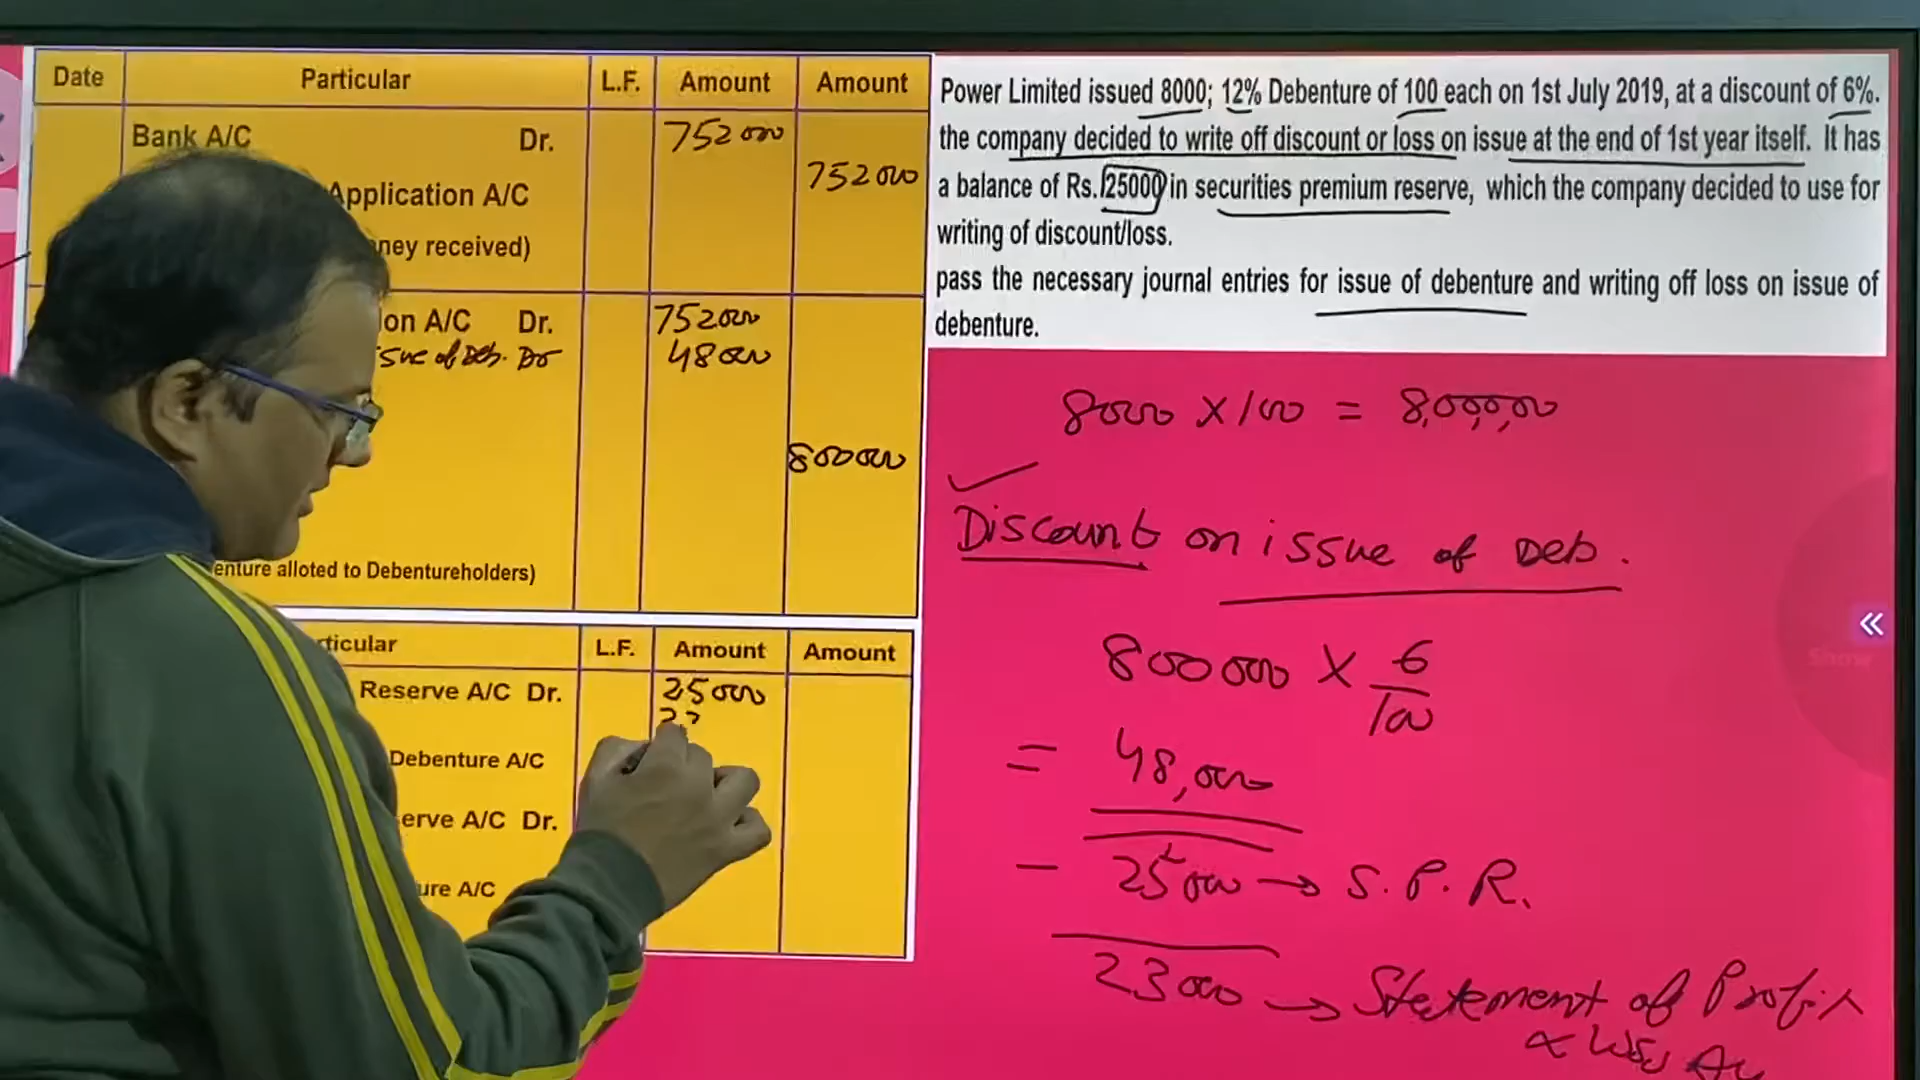 Date Particular L.F. Amount Amount
Bank A/C Dr. 752000
Application A/C 752000
ney received)
on A/C Dr. 752000
sue of Deb. Dr 48000
800000
enture alloted to Debentureholders)
ticular L.F. Amount Amount
Reserve A/C Dr. 25000
23
Debenture A/C
erve A/C Dr.
ure A/C
Power Limited issued 8000; 12% Debenture of 100 each on 1st July 2019, at a discount of 6%.
the company decided to write off discount or loss on issue at the end of 1st year itself. It has
a balance of Rs.25000 in securities premium reserve, which the company decided to use for
writing of discount/loss.
pass the necessary journal entries for issue of debenture and writing off loss on issue of
debenture.
8000 × 100 = 8,00,000
Discount on issue of Deb.
800000 × 6/100
= 48,000
- 25000 → S.P.R.
23000 → Statement of Profit
& Loss A/c